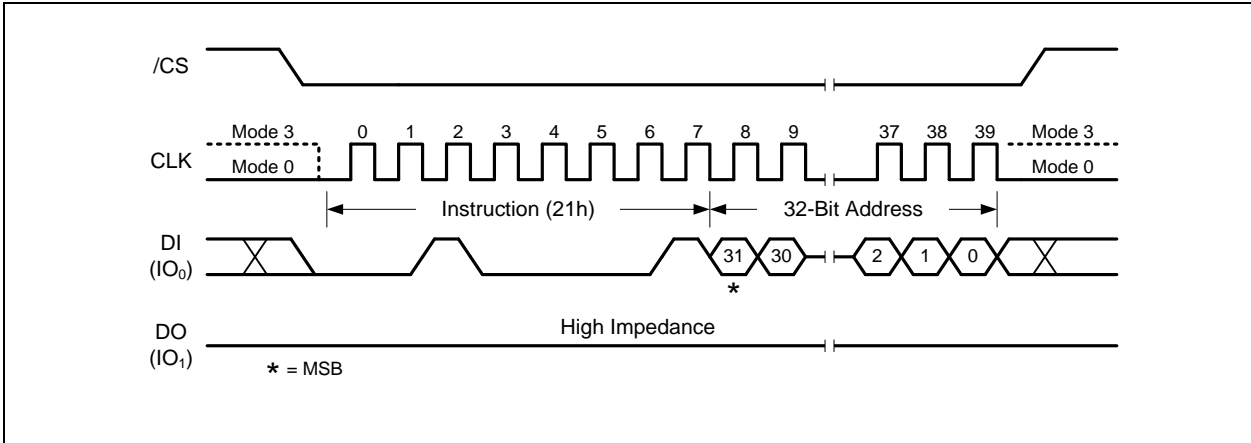 /CS
Mode 3 0 1 2 3 4 5 6 7 8 9 37 38 39 Mode 3
CLK
Mode 0 Mode 0
Instruction (21h) 32-Bit Address
DI
(IO₀)
31 30 2 1 0
*
High Impedance
DO
(IO₁)
* = MSB